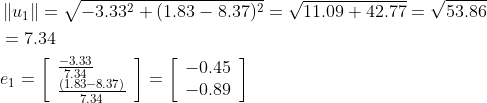 ‖u₁‖ = √(−3.33² + (1.83 − 8.37)²) = √(11.09 + 42.77) = √53.86
= 7.34
e₁ = [ −3.33/7.34 ; (1.83−8.37)/7.34 ] = [ −0.45 ; −0.89 ]